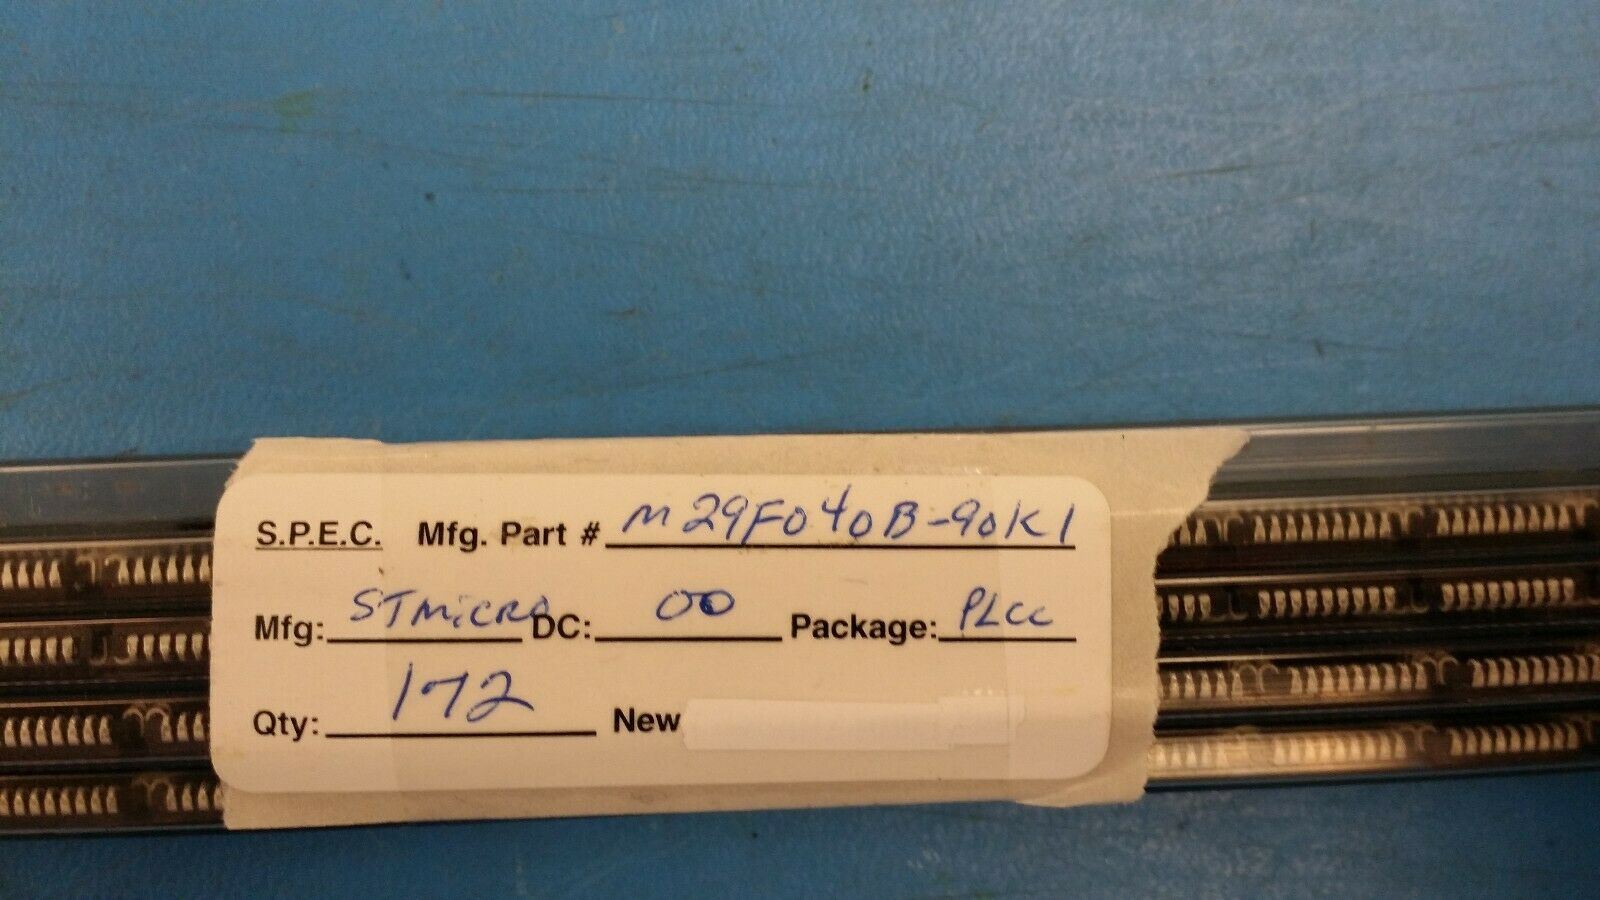 S.P.E.C. Mfg. Part # M29F040B-90K1
Mfg: STMICRO DC: 00 Package: PLCC
Qty: 172 New